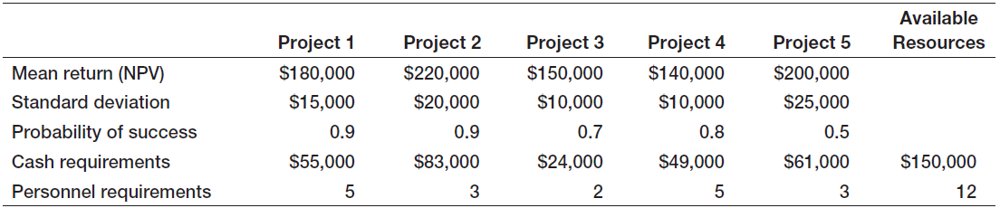 Available
Project 1 Project 2 Project 3 Project 4 Project 5 Resources
Mean return (NPV) $180,000 $220,000 $150,000 $140,000 $200,000
Standard deviation $15,000 $20,000 $10,000 $10,000 $25,000
Probability of success 0.9 0.9 0.7 0.8 0.5
Cash requirements $55,000 $83,000 $24,000 $49,000 $61,000 $150,000
Personnel requirements 5 3 2 5 3 12